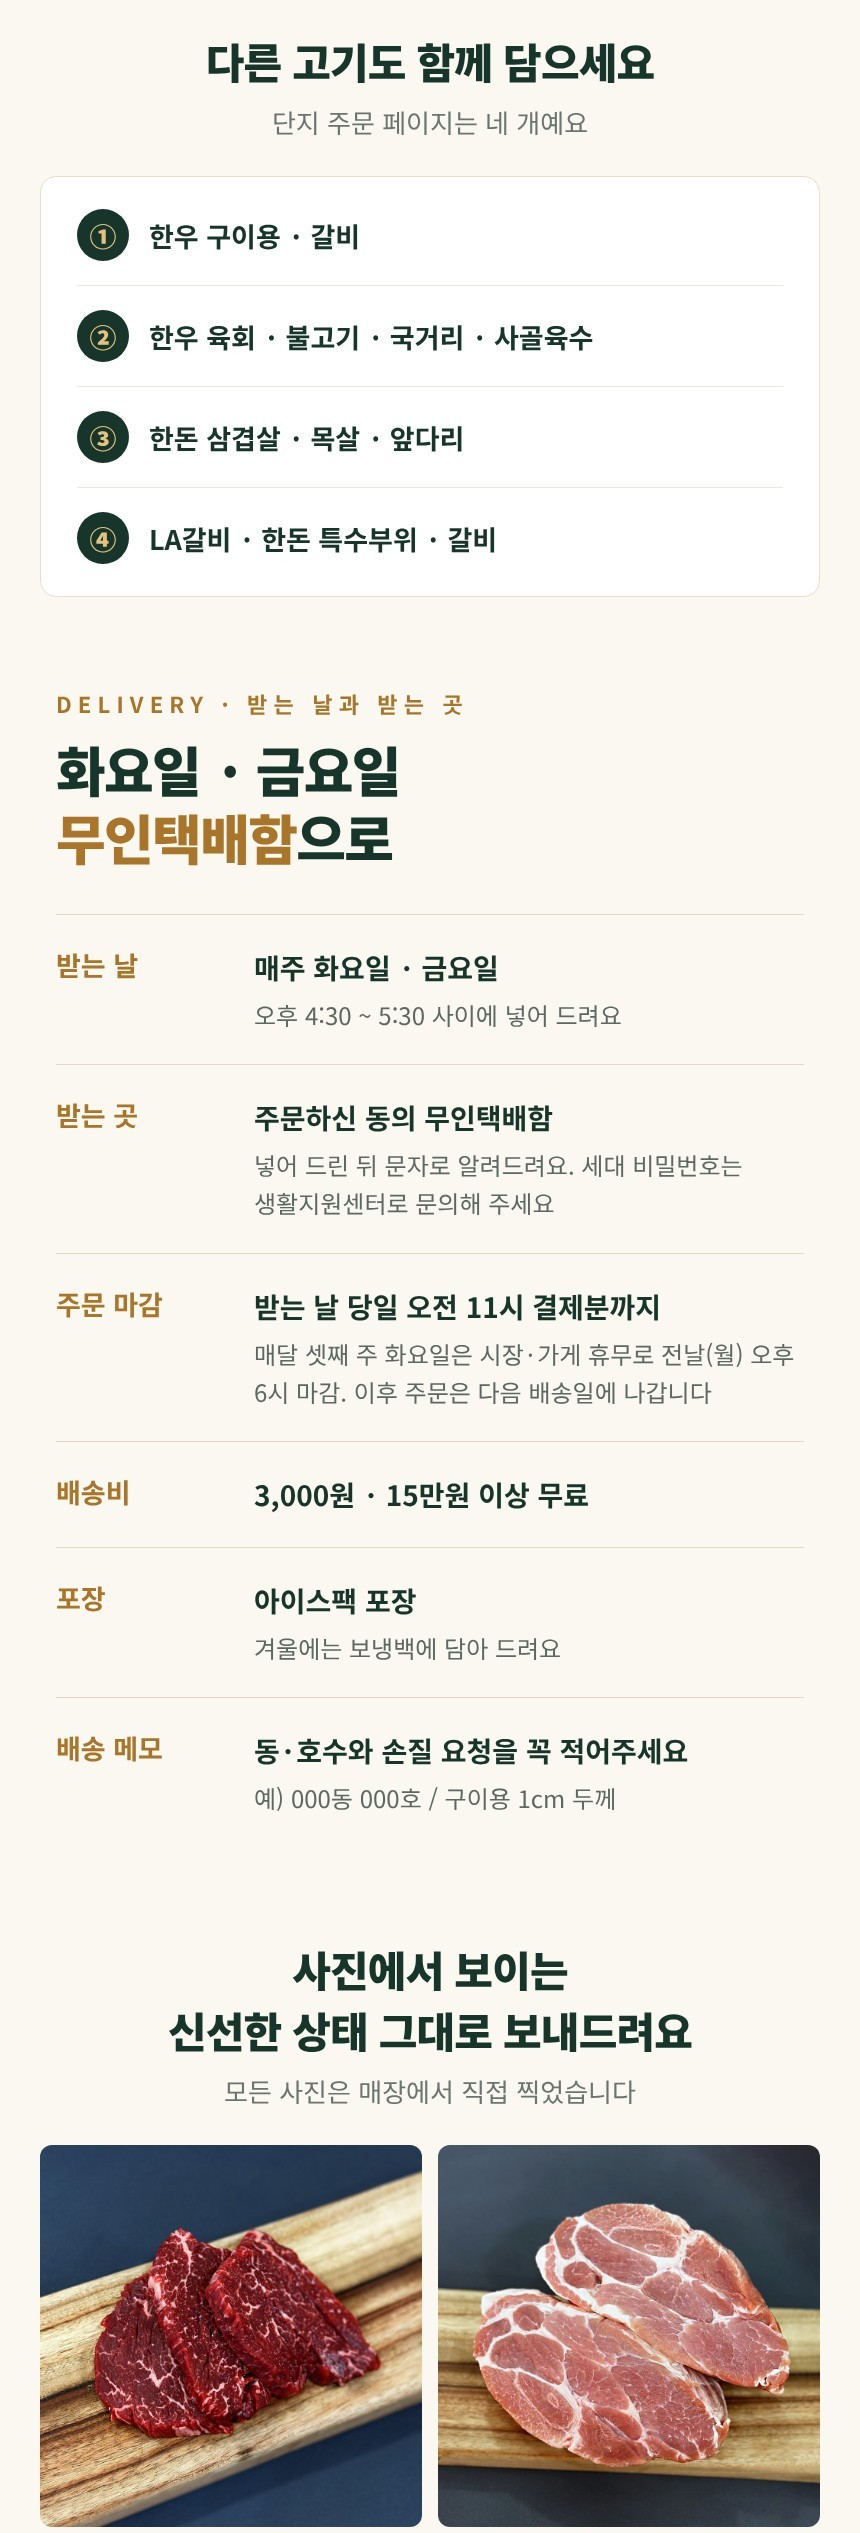 다른 고기도 함께 담으세요
단지 주문 페이지는 네 개예요
① 한우 구이용 · 갈비
② 한우 육회 · 불고기 · 국거리 · 사골육수
③ 한돈 삼겹살 · 목살 · 앞다리
④ LA갈비 · 한돈 특수부위 · 갈비
DELIVERY · 받는 날과 받는 곳
화요일 · 금요일
무인택배함으로
받는 날
매주 화요일 · 금요일
오후 4:30 ~ 5:30 사이에 넣어 드려요
받는 곳
주문하신 동의 무인택배함
넣어 드린 뒤 문자로 알려드려요. 세대 비밀번호는
생활지원센터로 문의해 주세요
주문 마감
받는 날 당일 오전 11시 결제분까지
매달 셋째 주 화요일은 시장·가게 휴무로 전날(월) 오후
6시 마감. 이후 주문은 다음 배송일에 나갑니다
배송비
3,000원 · 15만원 이상 무료
포장
아이스팩 포장
겨울에는 보냉백에 담아 드려요
배송 메모
동·호수와 손질 요청을 꼭 적어주세요
예) 000동 000호 / 구이용 1cm 두께
사진에서 보이는
신선한 상태 그대로 보내드려요
모든 사진은 매장에서 직접 찍었습니다